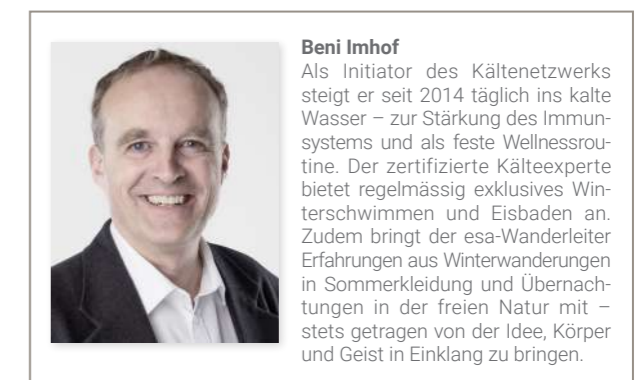 Beni Imhof
Als Initiator des Kältenetzwerks
steigt er seit 2014 täglich ins kalte
Wasser – zur Stärkung des Immun-
systems und als feste Wellnessrou-
tine. Der zertifizierte Kälteexperte
bietet regelmässig exklusives Win-
terschwimmen und Eisbaden an.
Zudem bringt der esa-Wanderleiter
Erfahrungen aus Winterwanderungen
in Sommerkleidung und Übernach-
tungen in der freien Natur mit –
stets getragen von der Idee, Körper
und Geist in Einklang zu bringen.